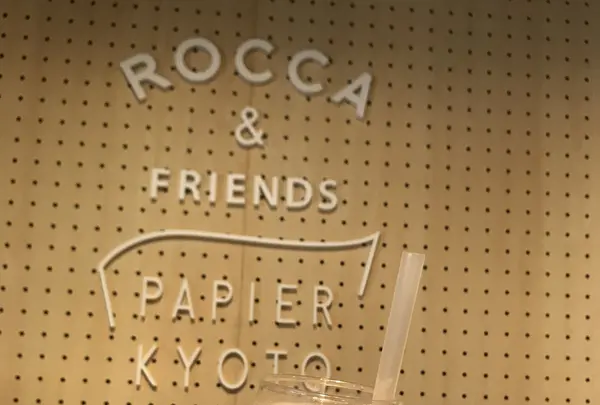 ROCCA
&
FRIENDS
PAPIER
KYOTO